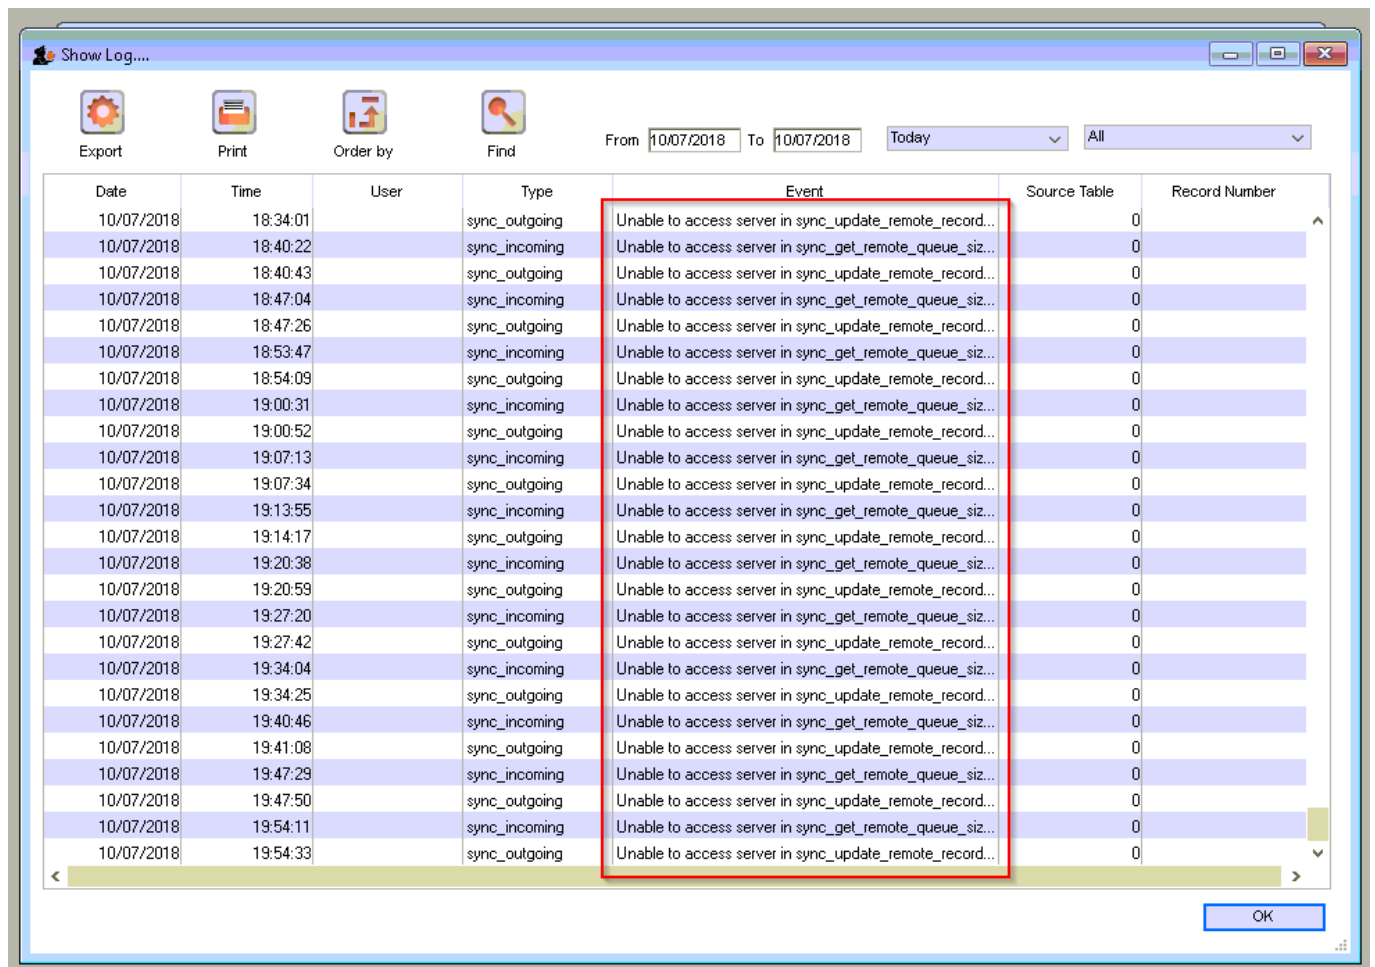 Show Log....
Export Print Order by Find From 10/07/2018 To 10/07/2018 Today All
Date Time User Type Event Source Table Record Number
10/07/2018 18:34:01 sync_outgoing Unable to access server in sync_update_remote_record... 0
10/07/2018 18:40:22 sync_incoming Unable to access server in sync_get_remote_queue_siz... 0
10/07/2018 18:40:43 sync_outgoing Unable to access server in sync_update_remote_record... 0
10/07/2018 18:47:04 sync_incoming Unable to access server in sync_get_remote_queue_siz... 0
10/07/2018 18:47:26 sync_outgoing Unable to access server in sync_update_remote_record... 0
10/07/2018 18:53:47 sync_incoming Unable to access server in sync_get_remote_queue_siz... 0
10/07/2018 18:54:09 sync_outgoing Unable to access server in sync_update_remote_record... 0
10/07/2018 19:00:31 sync_incoming Unable to access server in sync_get_remote_queue_siz... 0
10/07/2018 19:00:52 sync_outgoing Unable to access server in sync_update_remote_record... 0
10/07/2018 19:07:13 sync_incoming Unable to access server in sync_get_remote_queue_siz... 0
10/07/2018 19:07:34 sync_outgoing Unable to access server in sync_update_remote_record... 0
10/07/2018 19:13:55 sync_incoming Unable to access server in sync_get_remote_queue_siz... 0
10/07/2018 19:14:17 sync_outgoing Unable to access server in sync_update_remote_record... 0
10/07/2018 19:20:38 sync_incoming Unable to access server in sync_get_remote_queue_siz... 0
10/07/2018 19:20:59 sync_outgoing Unable to access server in sync_update_remote_record... 0
10/07/2018 19:27:20 sync_incoming Unable to access server in sync_get_remote_queue_siz... 0
10/07/2018 19:27:42 sync_outgoing Unable to access server in sync_update_remote_record... 0
10/07/2018 19:34:04 sync_incoming Unable to access server in sync_get_remote_queue_siz... 0
10/07/2018 19:34:25 sync_outgoing Unable to access server in sync_update_remote_record... 0
10/07/2018 19:40:46 sync_incoming Unable to access server in sync_get_remote_queue_siz... 0
10/07/2018 19:41:08 sync_outgoing Unable to access server in sync_update_remote_record... 0
10/07/2018 19:47:29 sync_incoming Unable to access server in sync_get_remote_queue_siz... 0
10/07/2018 19:47:50 sync_outgoing Unable to access server in sync_update_remote_record... 0
10/07/2018 19:54:11 sync_incoming Unable to access server in sync_get_remote_queue_siz... 0
10/07/2018 19:54:33 sync_outgoing Unable to access server in sync_update_remote_record... 0
OK